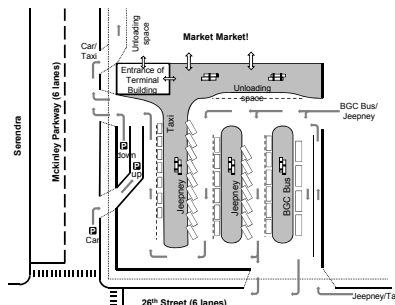 Car/
Taxi
Unloading
space
Market Market!
Entrance of
Terminal
Building
Unloading
space
BGC Bus/
Jeepney
Serendra
Mckinley Parkway (6 lanes)
Taxi
P
down
P
up
Jeepney
Jeepney
BGC Bus
P
Car
26th Street (6 lanes)
Jeepney/Ta